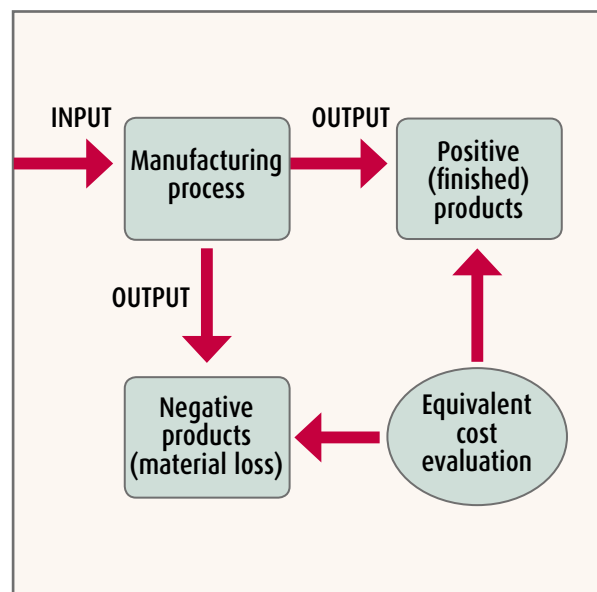 INPUT
OUTPUT
Manufacturing
process
Positive
(finished)
products
OUTPUT
Negative
products
(material loss)
Equivalent
cost
evaluation